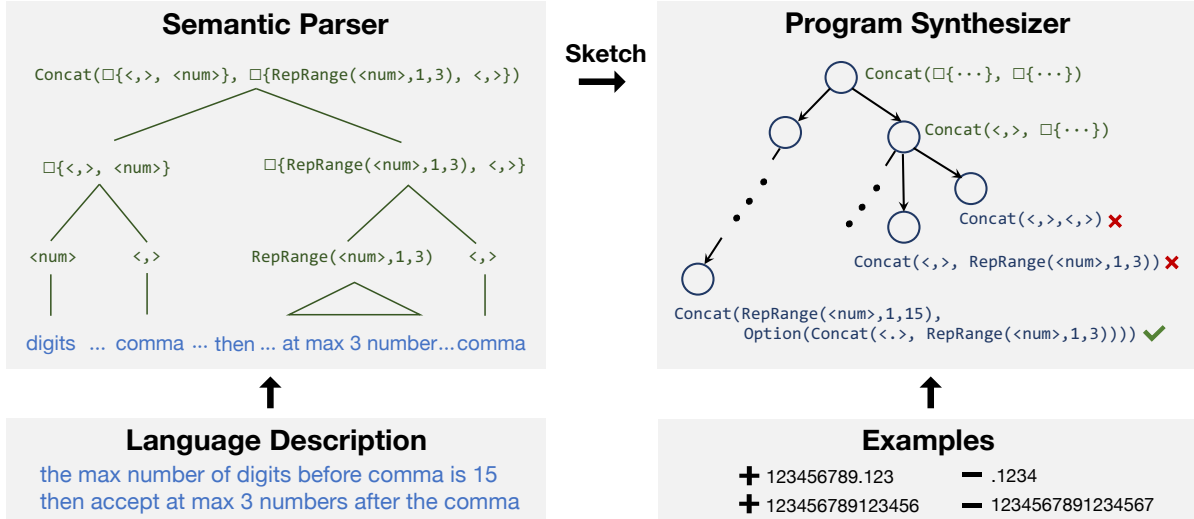 Semantic Parser
Concat(□{<,>, <num>}, □{RepRange(<num>,1,3), <,>})
□{<,>, <num>}
□{RepRange(<num>,1,3), <,>}
<num>
<,>
RepRange(<num>,1,3)
<,>
digits ... comma ... then ... at max 3 number... comma
Sketch
Program Synthesizer
Concat(□{···}, □{···})
Concat(<,>, □{···})
Concat(<,>,<,>)
Concat(<,>, RepRange(<num>,1,3))
Concat(RepRange(<num>,1,15),
Option(Concat(<.>, RepRange(<num>,1,3))))
Language Description
the max number of digits before comma is 15
then accept at max 3 numbers after the comma
Examples
+ 123456789.123 − .1234
+ 123456789123456 − 1234567891234567